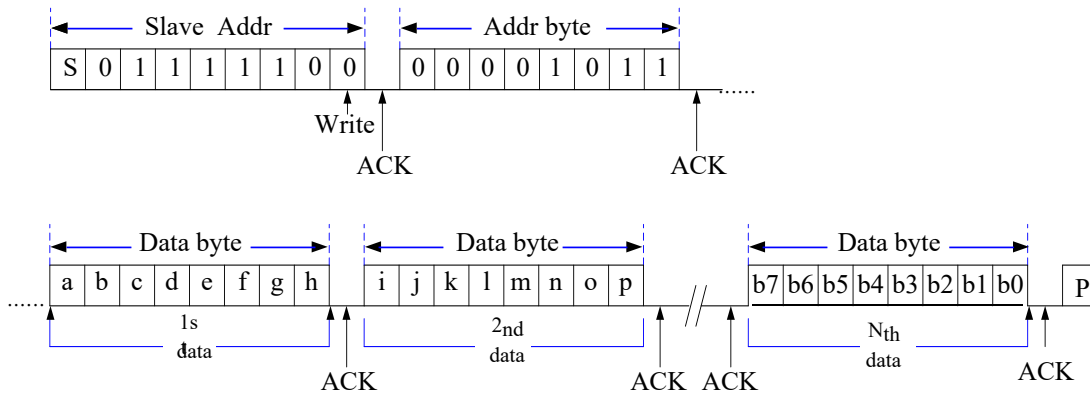 Slave Addr Addr byte
S 0 1 1 1 1 1 0 0 0 0 0 0 1 0 1 1
......
Write
ACK ACK
Data byte Data byte Data byte
a b c d e f g h i j k l m n o p b7 b6 b5 b4 b3 b2 b1 b0 P
......
1s 2nd Nth
t data data data
ACK ACK ACK ACK